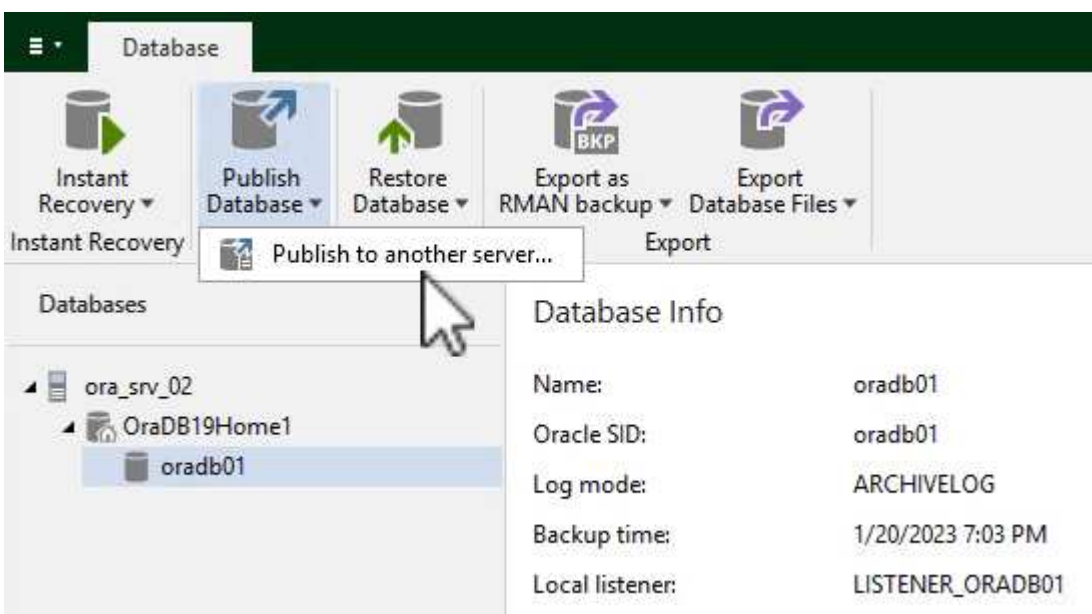 Database
Instant
Recovery
Publish
Database
Restore
Database
Export as
RMAN backup
BKP
Export
Database Files
Instant Recovery
Export
Publish to another server...
Databases
ora_srv_02
OraDB19Home1
oradb01
Database Info
Name: oradb01
Oracle SID: oradb01
Log mode: ARCHIVELOG
Backup time: 1/20/2023 7:03 PM
Local listener: LISTENER_ORADB01